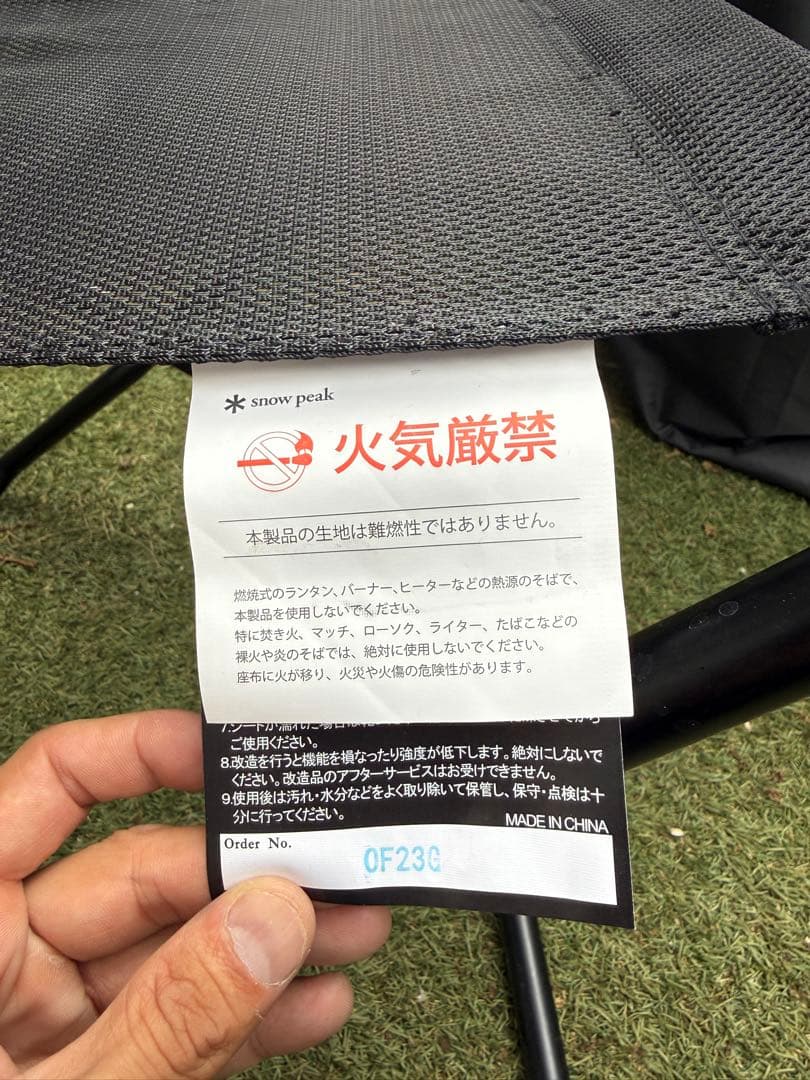 snow peak
火気厳禁
本製品の生地は難燃性ではありません。
燃焼式のランタン、バーナー、ヒーターなどの熱源のそばで、
本製品を使用しないでください。
特に焚き火、マッチ、ローソク、ライター、たばこなどの
裸火や炎のそばでは、絶対に使用しないでください。
座布に火が移り、火災や火傷の危険性があります。
7.シートが濡れた場合は
ご使用ください。
8.改造を行うと機能を損なったり強度が低下します。絶対にしないで
ください。改造品のアフターサービスはお受けできません。
9.使用後は汚れ・水分などをよく取り除いて保管し、保守・点検は十
分に行ってください。
MADE IN CHINA
Order No.
OF23G